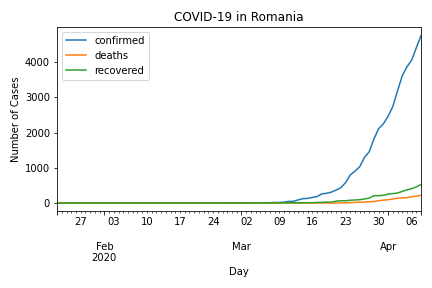 COVID-19 in Romania
confirmed
deaths
recovered
Number of Cases
4000
3000
2000
1000
0
27 03 10 17 24 02 09 16 23 30 06
Feb Mar Apr
2020
Day